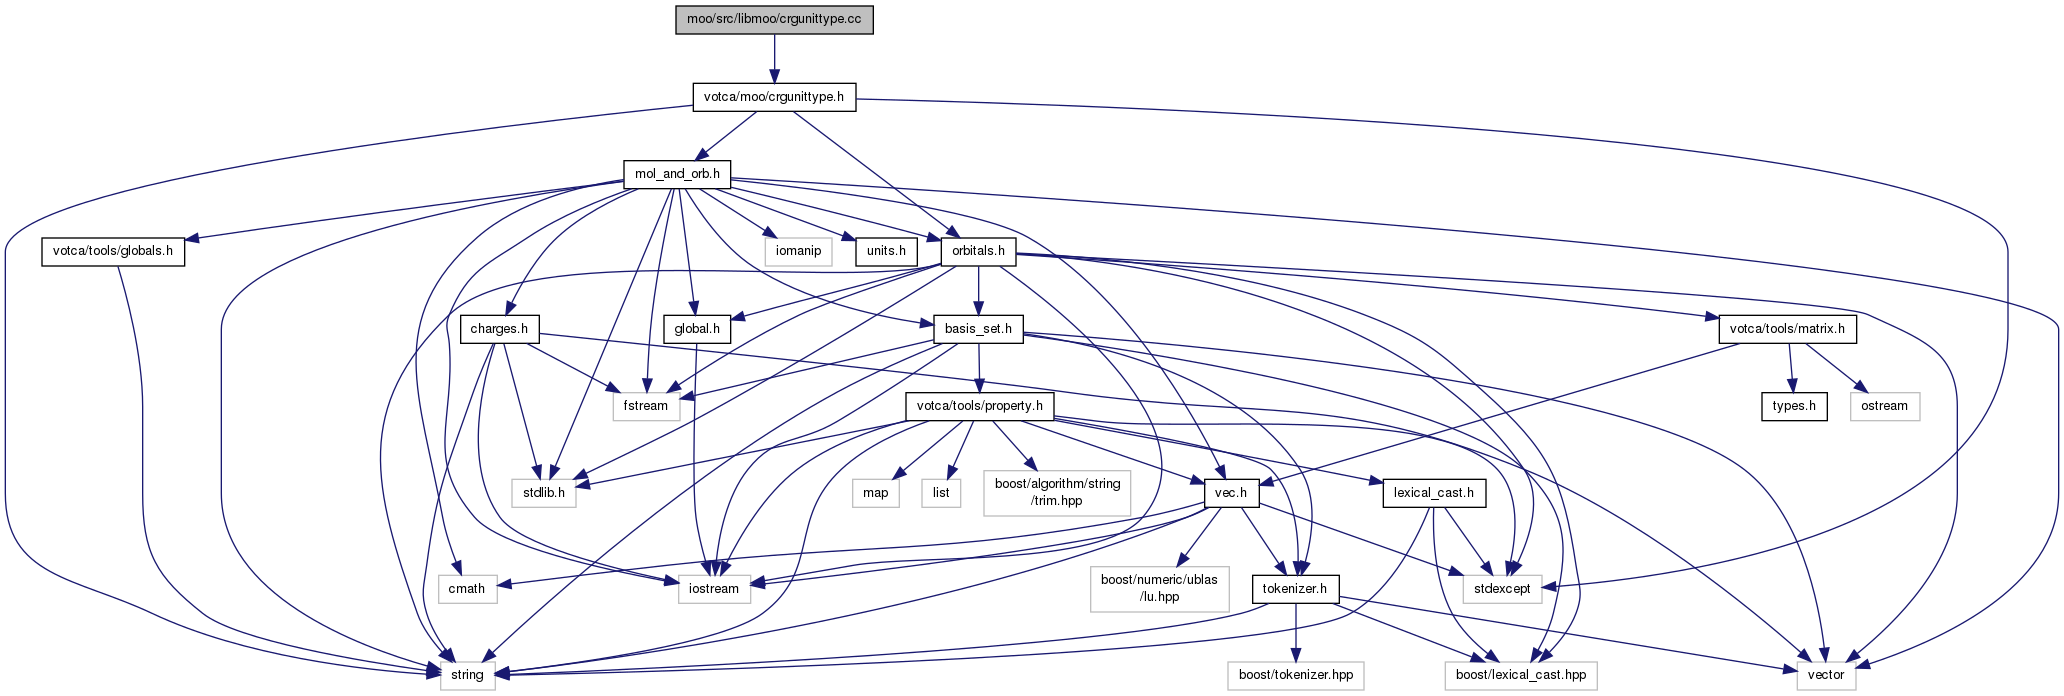 moo/src/libmoo/crgunittype.cc
votca/moo/crgunittype.h
mol_and_orb.h
votca/tools/globals.h
iomanip
units.h
orbitals.h
charges.h
global.h
basis_set.h
votca/tools/matrix.h
fstream
votca/tools/property.h
types.h
ostream
stdlib.h
map
list
boost/algorithm/string
/trim.hpp
vec.h
lexical_cast.h
cmath
iostream
boost/numeric/ublas
/lu.hpp
tokenizer.h
stdexcept
string
boost/tokenizer.hpp
boost/lexical_cast.hpp
vector